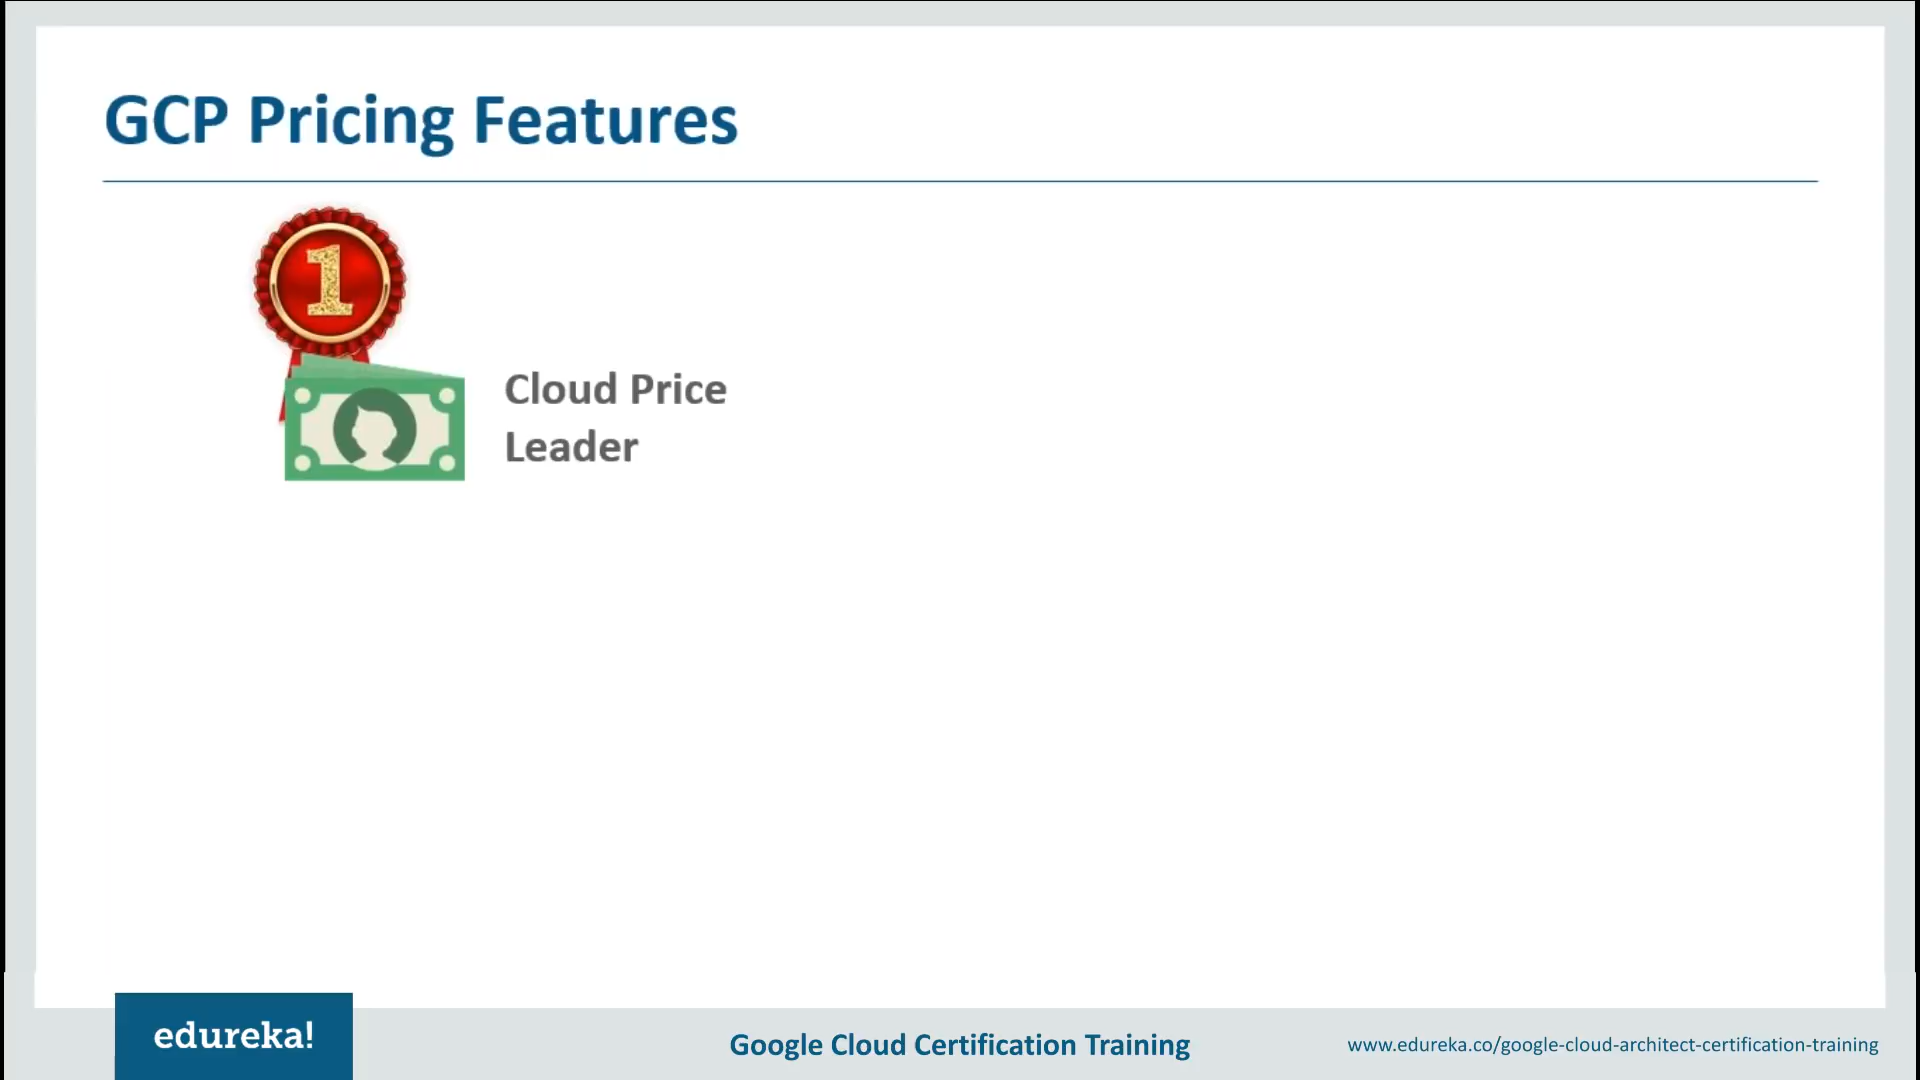 GCP Pricing Features
1
Cloud Price
Leader
edureka!
Google Cloud Certification Training
www.edureka.co/google-cloud-architect-certification-training